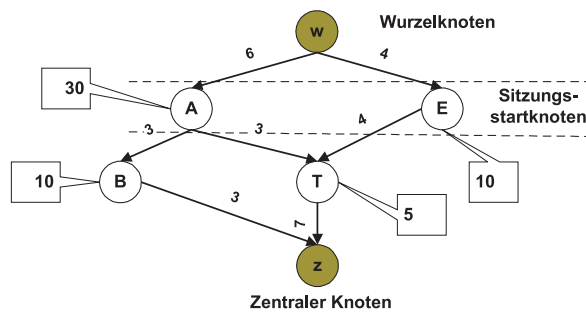 w
Wurzelknoten
6
4
30
A
E
Sitzungs-
startknoten
3
3
4
10
B
T
10
3
7
5
z
Zentraler Knoten